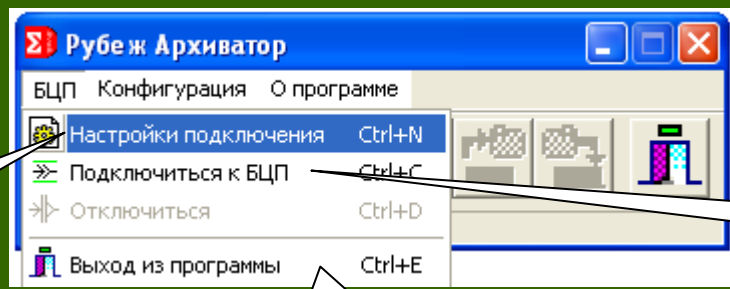 Рубеж Архиватор
БЦП Конфигурация О программе
Настройки подключения Ctrl+N
Подключиться к БЦП Ctrl+C
Отключиться Ctrl+D
Выход из программы Ctrl+E